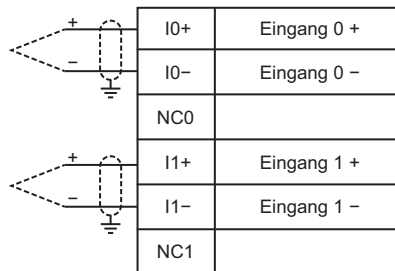 + I0+ Eingang 0 +
− I0− Eingang 0 −
NC0
+ I1+ Eingang 1 +
− I1− Eingang 1 −
NC1